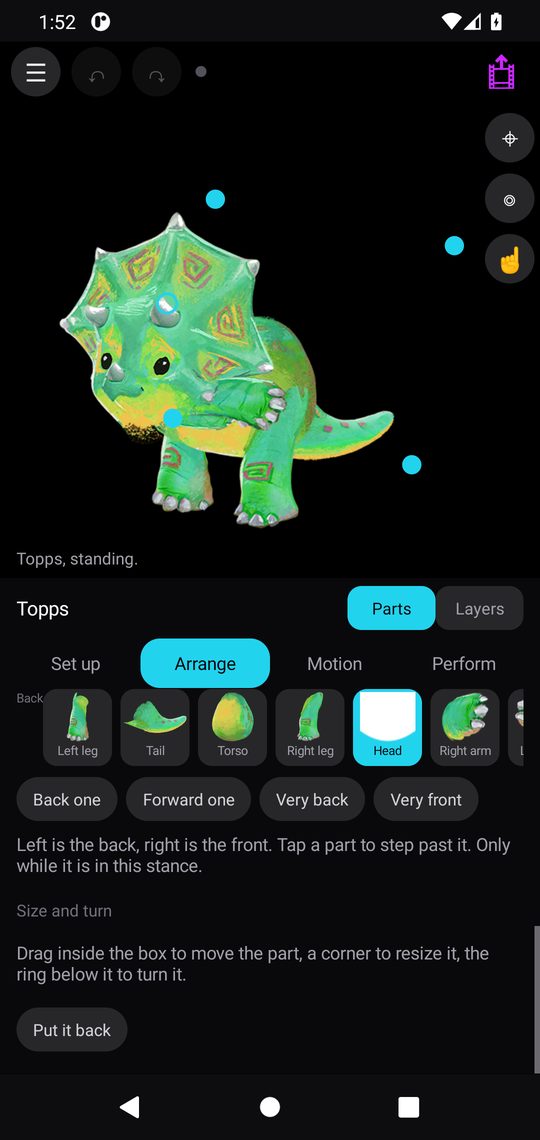 1:52
Topps, standing.
Topps
Parts
Layers
Set up
Arrange
Motion
Perform
Back
Left leg
Tail
Torso
Right leg
Head
Right arm
Back one
Forward one
Very back
Very front
Left is the back, right is the front. Tap a part to step past it. Only
while it is in this stance.
Size and turn
Drag inside the box to move the part, a corner to resize it, the
ring below it to turn it.
Put it back